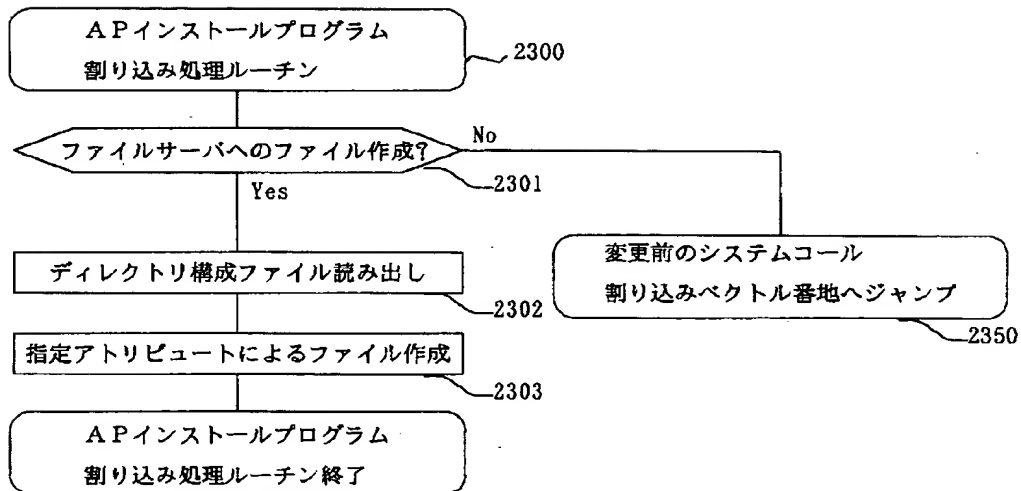 ＡＰインストールプログラム
割り込み処理ルーチン
2300
ファイルサーバへのファイル作成?
No
2301
Yes
変更前のシステムコール
割り込みベクトル番地へジャンプ
2350
ディレクトリ構成ファイル読み出し
2302
指定アトリビュートによるファイル作成
2303
ＡＰインストールプログラム
割り込み処理ルーチン終了